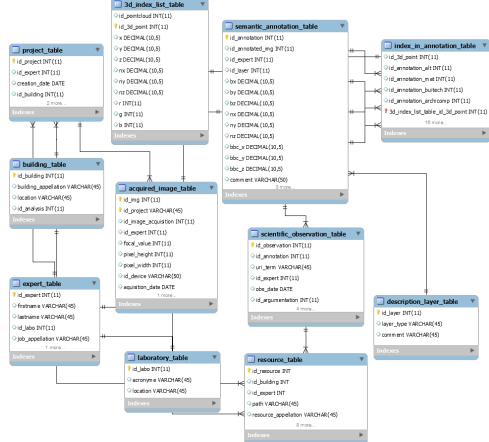 3d_index_list_table
id_pointcloud INT(11)
id_3d_point INT(11)
x DECIMAL(10,5)
y DECIMAL(10,5)
z DECIMAL(10,5)
nx DECIMAL(10,5)
ny DECIMAL(10,5)
nz DECIMAL(10,5)
r INT(11)
g INT(11)
b INT(11)
Indexes
project_table
id_project INT(11)
id_expert INT(11)
creation_date DATE
id_building INT(11)
2 more...
Indexes
semantic_annotation_table
id_annotation INT(11)
id_annotated_img INT(11)
id_expert INT(11)
id_layer INT(11)
bx DECIMAL(10,5)
by DECIMAL(10,5)
bz DECIMAL(10,5)
nx DECIMAL(10,5)
ny DECIMAL(10,5)
nz DECIMAL(10,5)
bbc_x DECIMAL(10,5)
bbc_y DECIMAL(10,5)
bbc_z DECIMAL(10,5)
comment VARCHAR(50)
Indexes
index_in_annotation_table
id_3d_point INT(11)
id_annotation_alt INT(11)
id_annotation_mat INT(11)
id_annotation_buitech INT(11)
id_annotation_archcomp INT(11)
3d_index_list_table_id_3d_point INT(11)
Indexes
building_table
id_building INT(11)
building_appellation VARCHAR(45)
location VARCHAR(45)
id_analysis INT(11)
Indexes
acquired_image_table
id_img INT(11)
id_project VARCHAR(45)
id_image_acquisition INT(11)
id_expert INT(11)
focal_value INT(11)
pixel_height INT(11)
pixel_width INT(11)
id_device VARCHAR(50)
aquisition_date DATE
1 more...
Indexes
scientific_observation_table
id_observation INT(11)
id_annotation INT(11)
uri_term VARCHAR(45)
id_expert INT(11)
obs_date DATE
id_argumentation INT(11)
4 more...
Indexes
expert_table
id_expert INT(11)
firstname VARCHAR(45)
lastname VARCHAR(45)
id_labo INT(11)
job_appellation VARCHAR(45)
1 more...
Indexes
description_layer_table
id_layer INT(11)
layer_type VARCHAR(45)
comment VARCHAR(45)
Indexes
laboratory_table
id_labo INT(11)
acronyme VARCHAR(45)
location VARCHAR(45)
Indexes
resource_table
id_resource INT
id_building INT
id_expert INT
path VARCHAR(45)
resource_appellation VARCHAR(45)
8 more...
Indexes